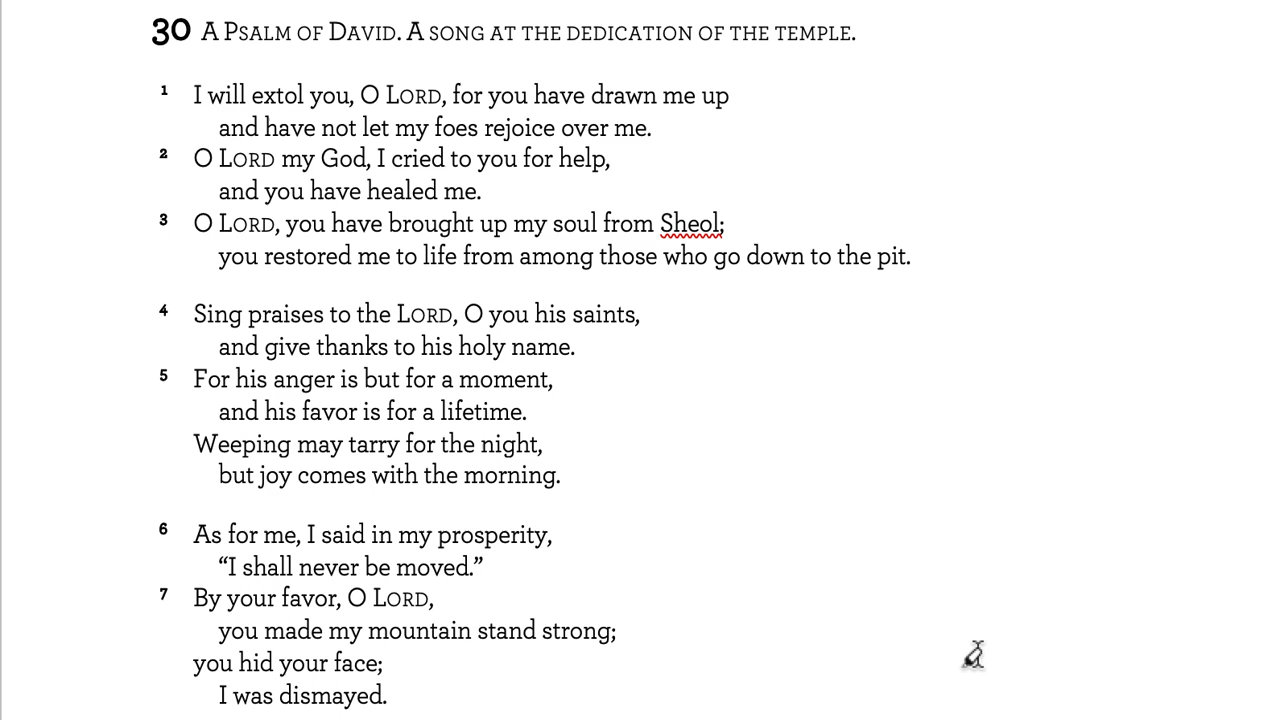 30 A PSALM OF DAVID. A SONG AT THE DEDICATION OF THE TEMPLE.
1 I will extol you, O LORD, for you have drawn me up
and have not let my foes rejoice over me.
2 O LORD my God, I cried to you for help,
and you have healed me.
3 O LORD, you have brought up my soul from Sheol;
you restored me to life from among those who go down to the pit.
4 Sing praises to the LORD, O you his saints,
and give thanks to his holy name.
5 For his anger is but for a moment,
and his favor is for a lifetime.
Weeping may tarry for the night,
but joy comes with the morning.
6 As for me, I said in my prosperity,
“I shall never be moved.”
7 By your favor, O LORD,
you made my mountain stand strong;
you hid your face;
I was dismayed.